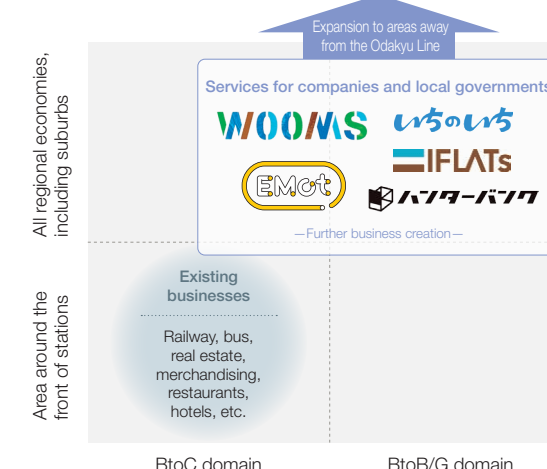 Expansion to areas away
from the Odakyu Line
All regional economies,
including suburbs
Services for companies and local governments
WOOMS
いちのいち
EMot
IFLATs
ハンターバンク
—Further business creation—
Area around the
front of stations
Existing
businesses
Railway, bus,
real estate,
merchandising,
restaurants,
hotels, etc.
BtoC domain
BtoB/G domain